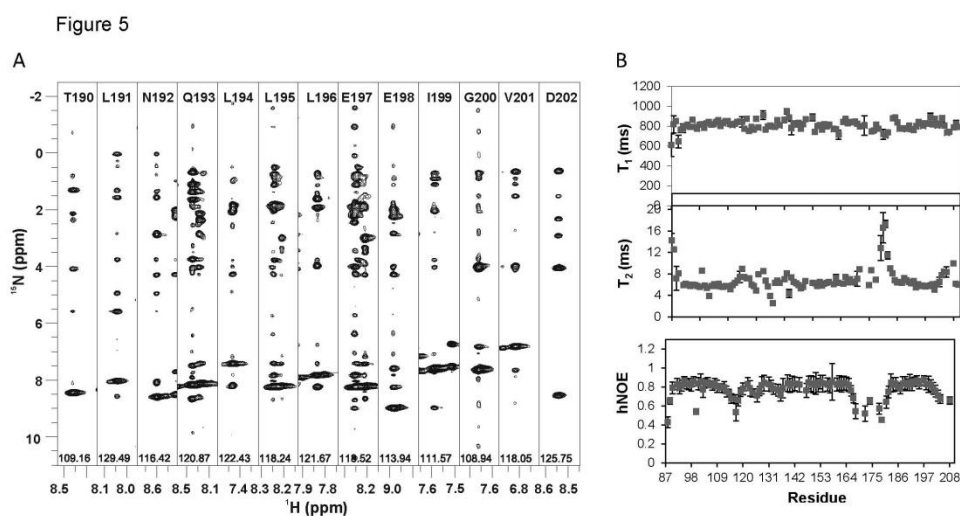 Figure 5
A
B
T190 L191 N192 Q193 L194 L195 L196 E197 E198 I199 G200 V201 D202
-2
0
2
4
6
8
10
¹⁵N (ppm)
109.16 129.49 116.42 120.87 122.43 118.24 121.67 118.52 113.94 111.57 108.94 118.05 125.75
8.5 8.1 8.0 8.6 8.5 8.1 7.4 8.3 8.2 7.9 7.8 8.2 9.0 7.6 7.5 7.6 6.8 8.6 8.5
¹H (ppm)
1200
1000
800
600
400
200
0
T₁ (ms)
20
16
12
8
4
0
T₂ (ms)
1.2
1
0.8
0.6
0.4
0.2
0
hNOE
87 98 109 120 131 142 153 164 175 186 197 208
Residue